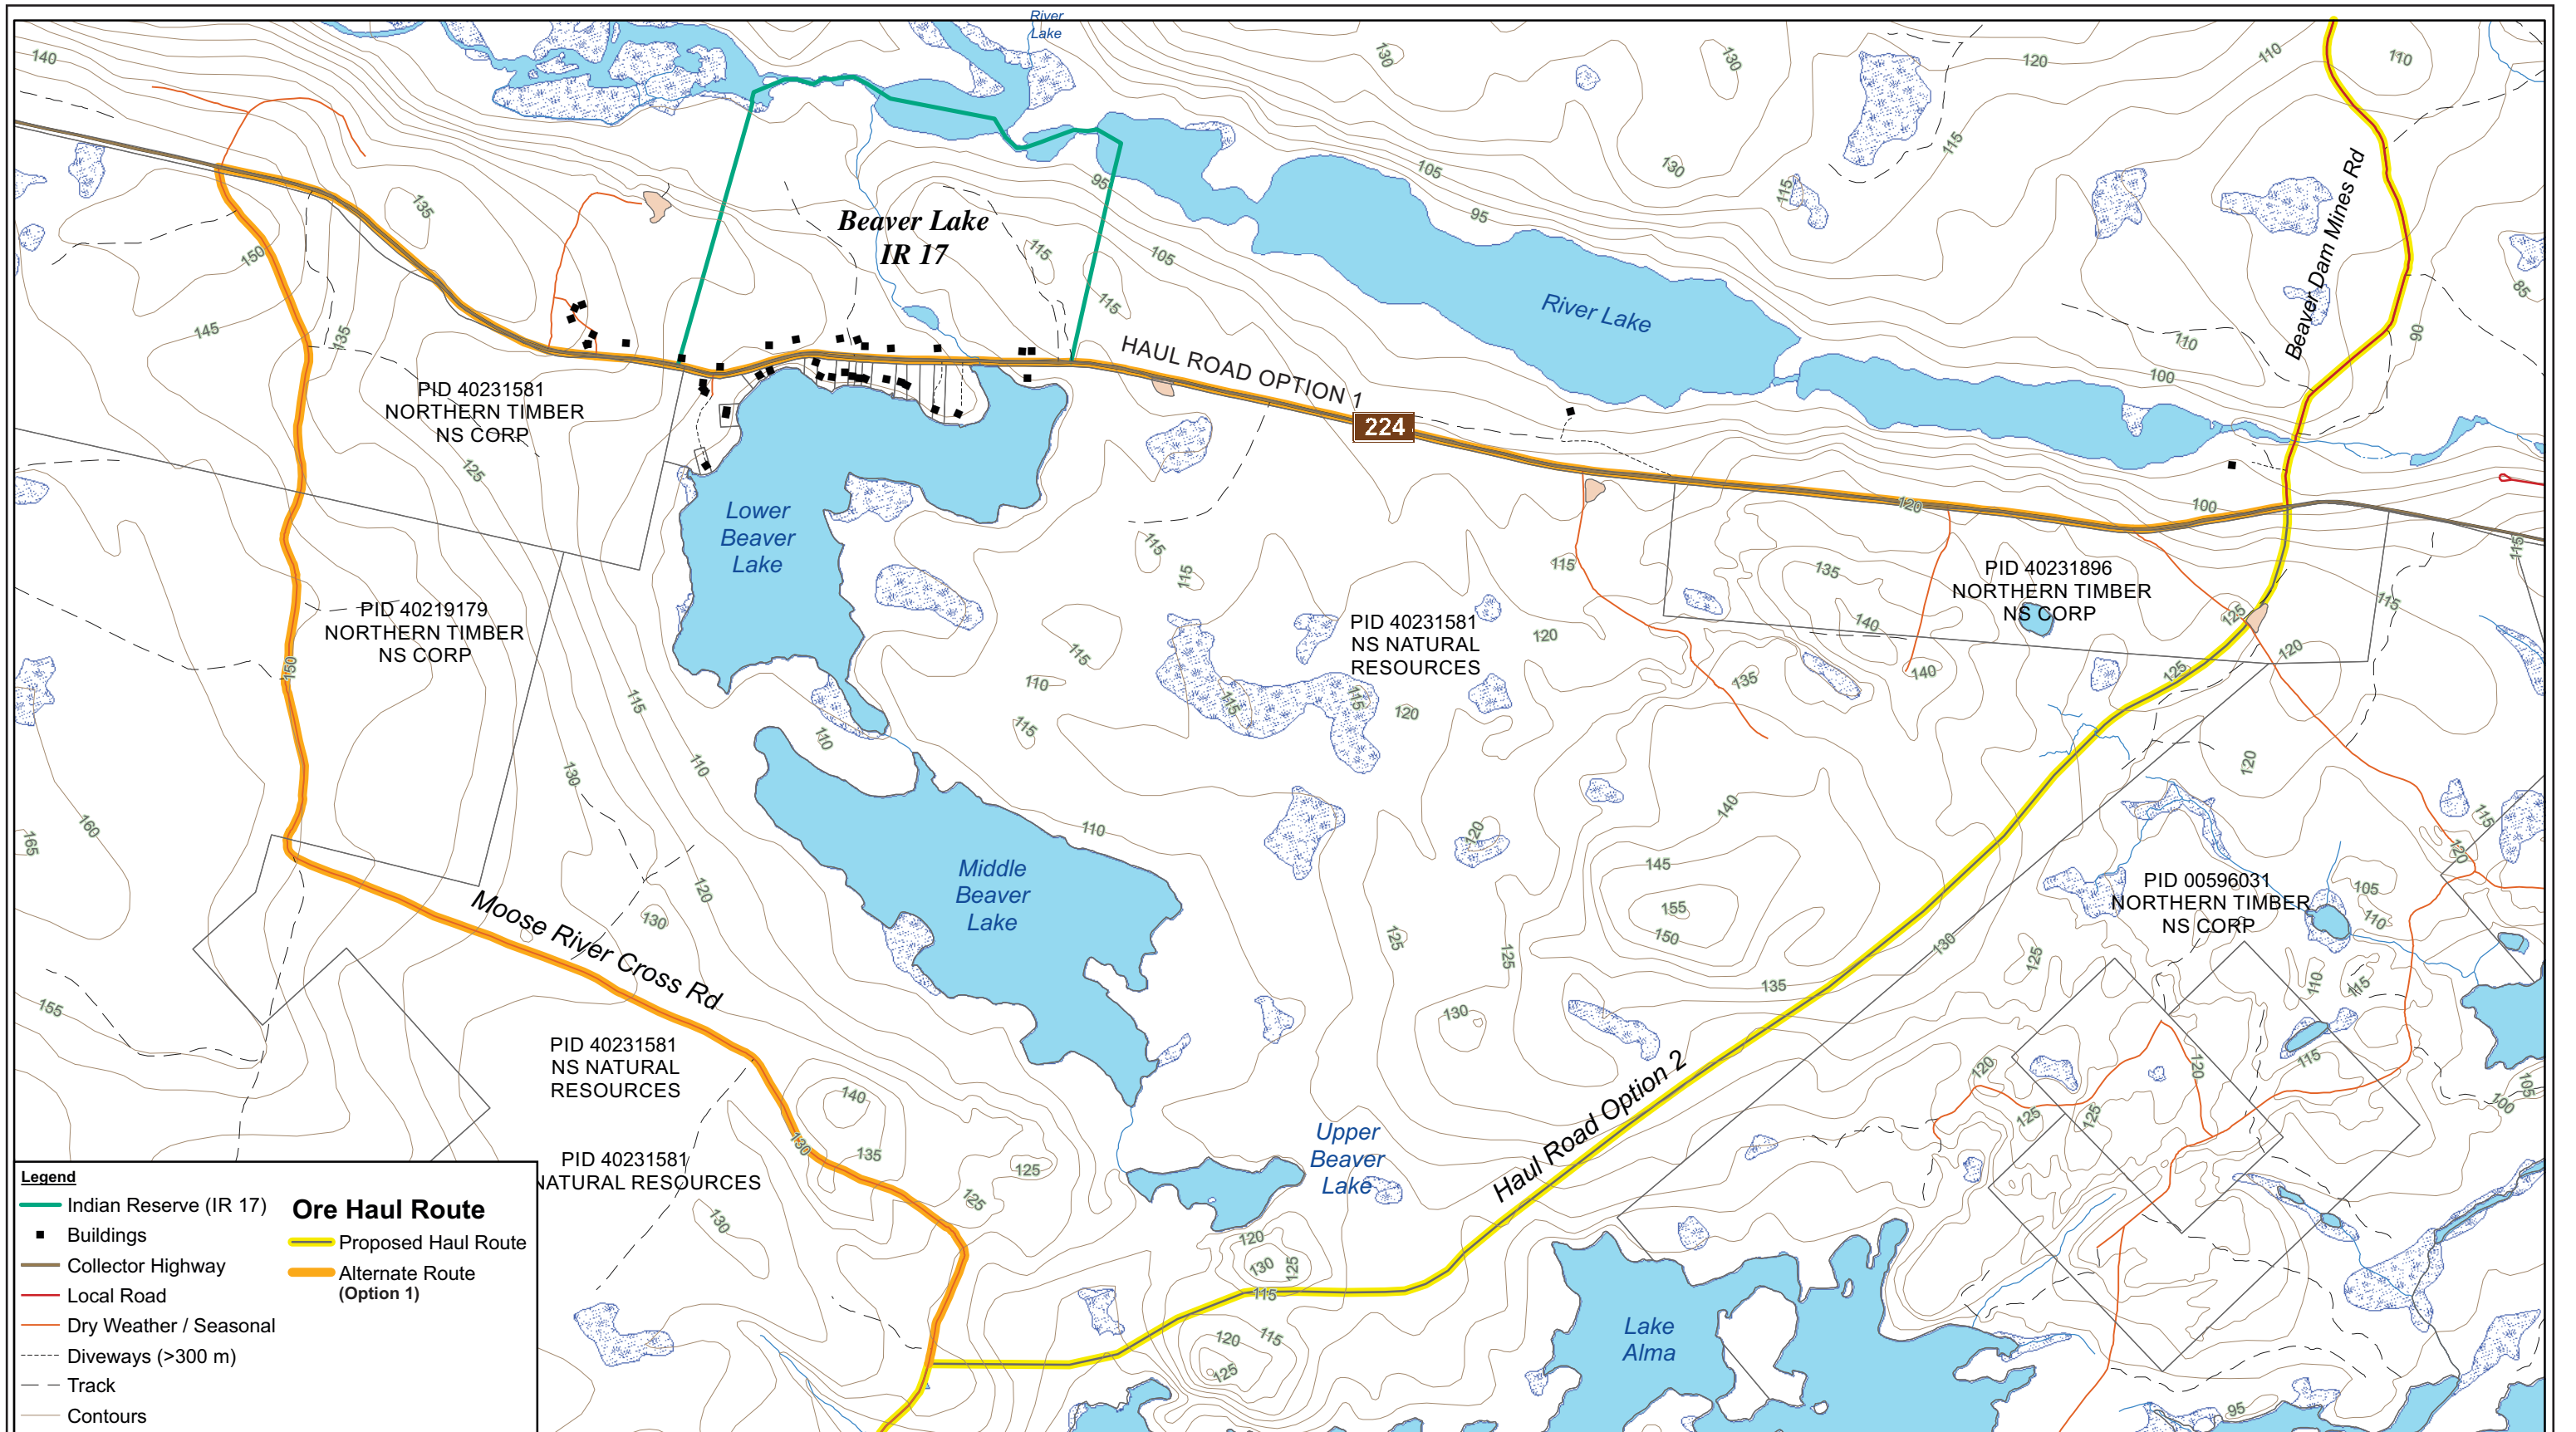 River
Lake
140
130
130
120
110
110
115
130
115
105
95
95
Beaver Dam Mines Rd
135
Beaver Lake
IR 17
115
105
115
150
145
135
River Lake
85
90
110
100
HAUL ROAD OPTION 1
224
PID 40231581
NORTHERN TIMBER
NS CORP
125
Lower
Beaver
Lake
120
100
115
115
115
115
135
140
PID 40231896
NORTHERN TIMBER
NS CORP
125
115
PID 40219179
NORTHERN TIMBER
NS CORP
150
PID 40231581
NS NATURAL
RESOURCES
120
115
110
115
115
115
120
135
140
125
120
115
110
110
130
120
160
165
110
120
140
145
155
150
115
120
Middle
Beaver
Lake
PID 00596031
NORTHERN TIMBER
NS CORP
105
110
120
130
Moose River Cross Rd
125
125
130
125
110
115
155
135
130
PID 40231581
NS NATURAL
RESOURCES
140
130
135
125
125
130
PID 40231581
NATURAL RESOURCES
Upper
Beaver
Lake
Haul Road Option 2
120
125
125
120
115
105
100
120
130
125
115
120
115
125
Lake
Alma
95
Legend
Indian Reserve (IR 17)
Buildings
Collector Highway
Local Road
Dry Weather / Seasonal
Diveways (>300 m)
Track
Contours
Ore Haul Route
Proposed Haul Route
Alternate Route
(Option 1)